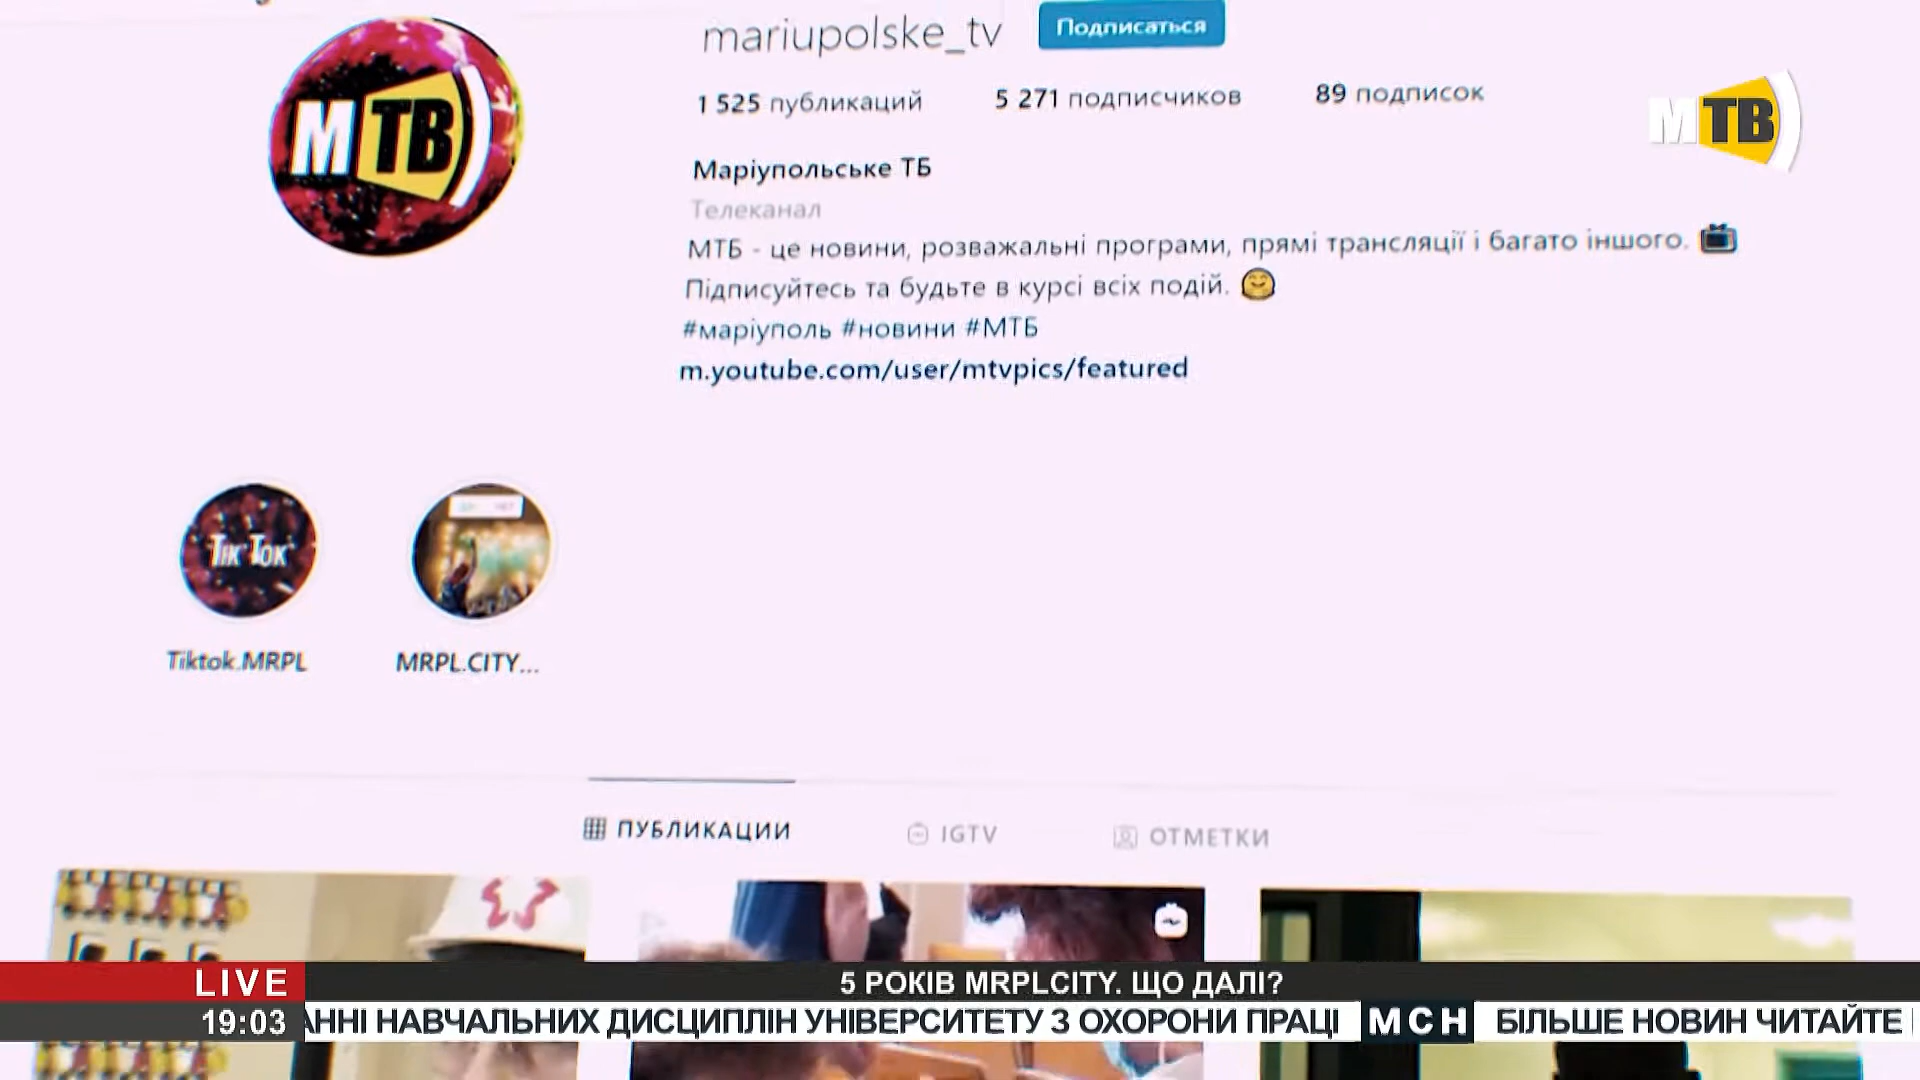 mariupolske_tv Подписаться
1 525 публикаций 5 271 подписчиков 89 подписок
МТВ
МТВ
Маріупольське ТБ
Телеканал
МТБ - це новини, розважальні програми, прямі трансляції і багато іншого.
Підписуйтесь та будьте в курсі всіх подій.
#маріуполь #новини #МТБ
m.youtube.com/user/mtvpics/featured
TIK TOK
Tiktok.MRPL MRPL.CITY...
ПУБЛИКАЦИИ IGTV ОТМЕТКИ
LIVE 5 РОКІВ MRPLCITY. ЩО ДАЛІ?
19:03 АННІ НАВЧАЛЬНИХ ДИСЦИПЛІН УНІВЕРСИТЕТУ З ОХОРОНИ ПРАЦІ МСН БІЛЬШЕ НОВИН ЧИТАЙТЕ